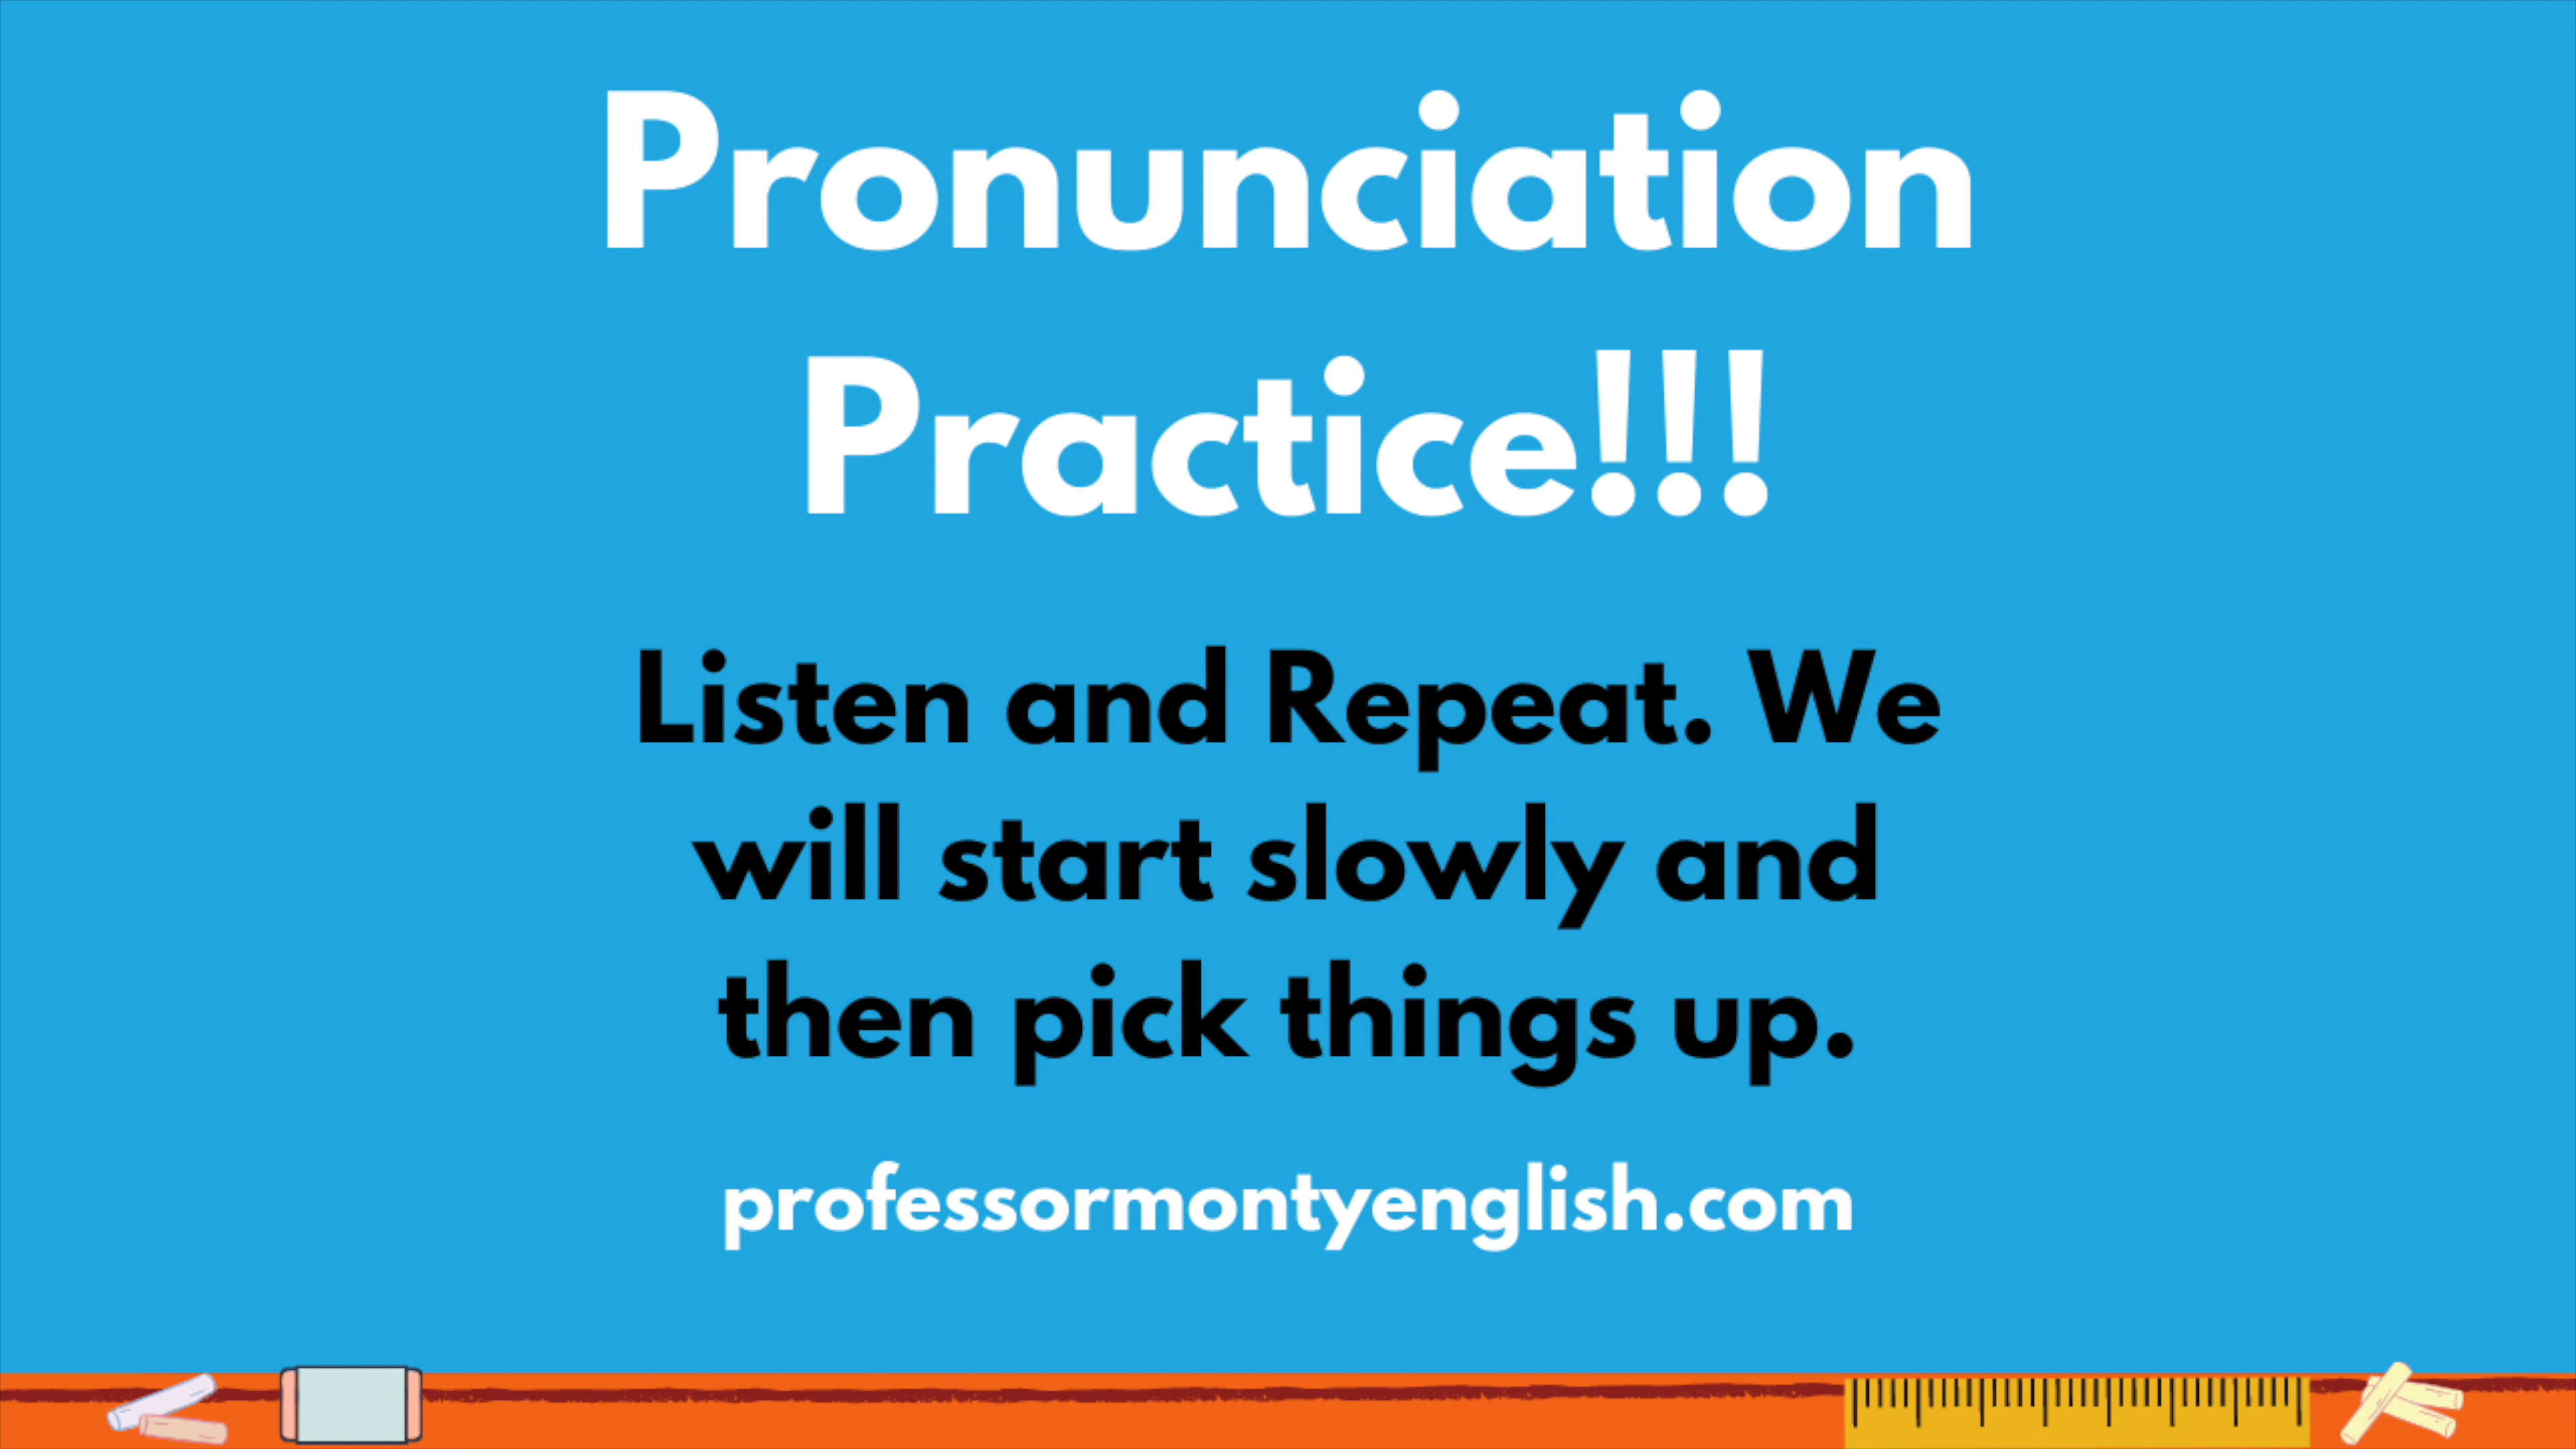 Pronunciation
Practice!!!
Listen and Repeat. We
will start slowly and
then pick things up.
professormontyenglish.com